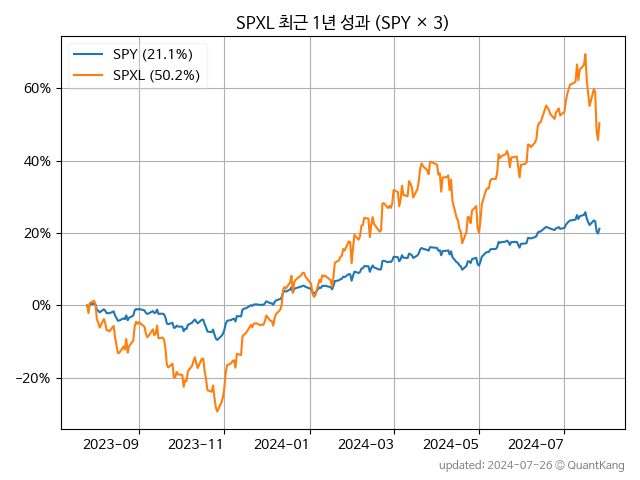 SPXL 최근 1년 성과 (SPY × 3)
SPY (21.1%)
SPXL (50.2%)
60%
40%
20%
0%
−20%
2023−09
2023−11
2024−01
2024−03
2024−05
2024−07
updated: 2024-07-26 © QuantKang